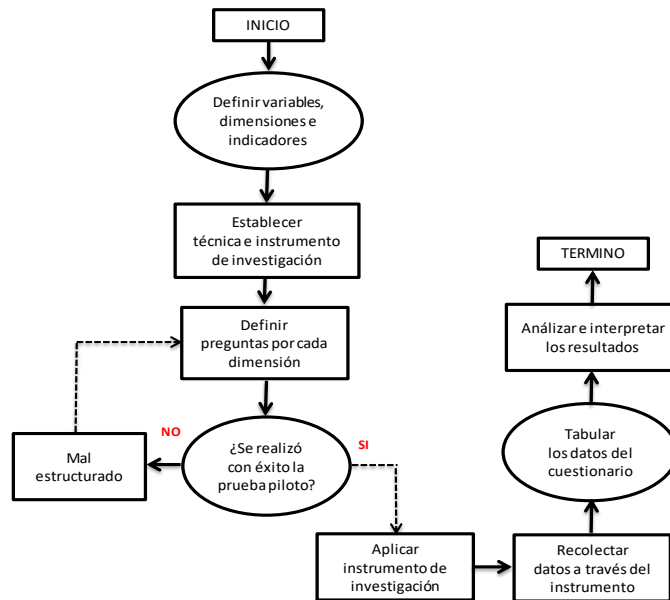 INICIO
Definir variables,
dimensiones e
indicadores
Establecer
técnica e instrumento
de investigación
Definir
preguntas por cada
dimensión
NO
¿Se realizó
con éxito la
prueba piloto?
SI
Mal
estructurado
Aplicar
instrumento de
investigación
Recolectar
datos a través del
instrumento
Tabular
los datos del
cuestionario
Análizar e interpretar
los resultados
TERMINO